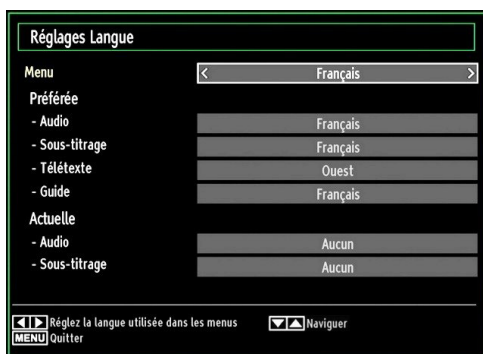 Réglages Langue
Menu < Français >
Préférée
- Audio Français
- Sous-titrage Français
- Télétexte Ouest
- Guide Français
Actuelle
- Audio Aucun
- Sous-titrage Aucun
Réglez la langue utilisée dans les menus Naviguer
MENU Quitter